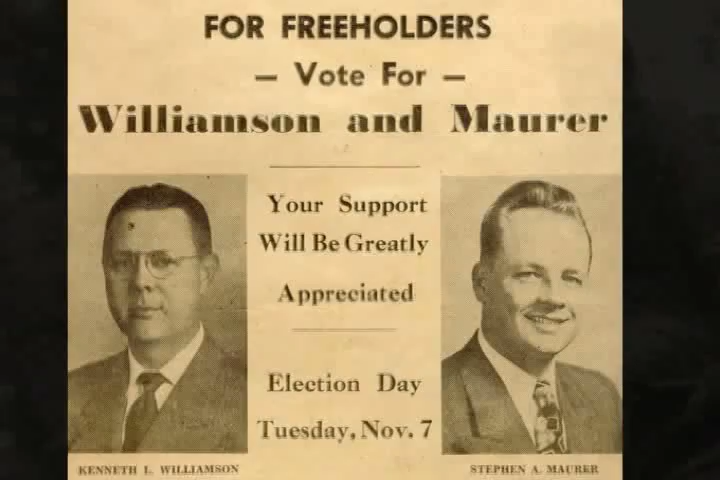 FOR FREEHOLDERS
— Vote For —
Williamson and Maurer
Your Support
Will Be Greatly
Appreciated
Election Day
Tuesday, Nov. 7
KENNETH L. WILLIAMSON
STEPHEN A. MAURER